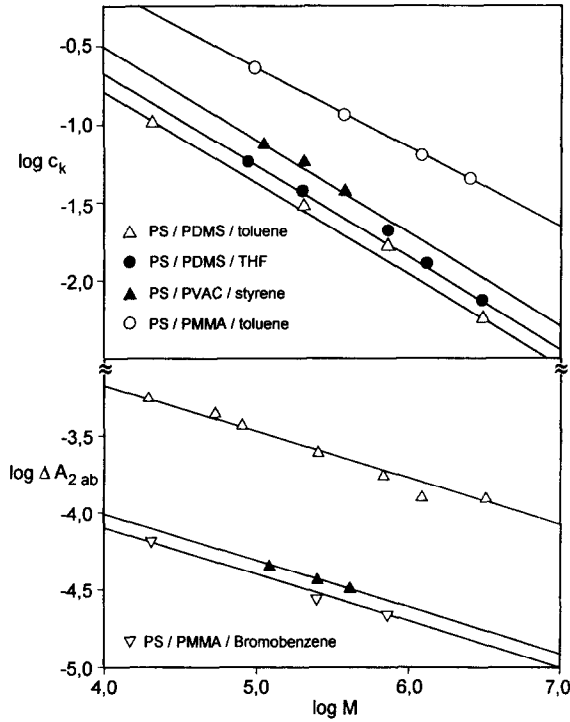 -0,5
-1,0
log cₖ
-1,5
△ PS / PDMS / toluene
● PS / PDMS / THF
▲ PS / PVAC / styrene
○ PS / PMMA / toluene
-2,0
≈ ≈
-3,5
log Δ A₂ ab
-4,0
-4,5
▽ PS / PMMA / Bromobenzene
-5,0
4,0 5,0 6,0 7,0
log M